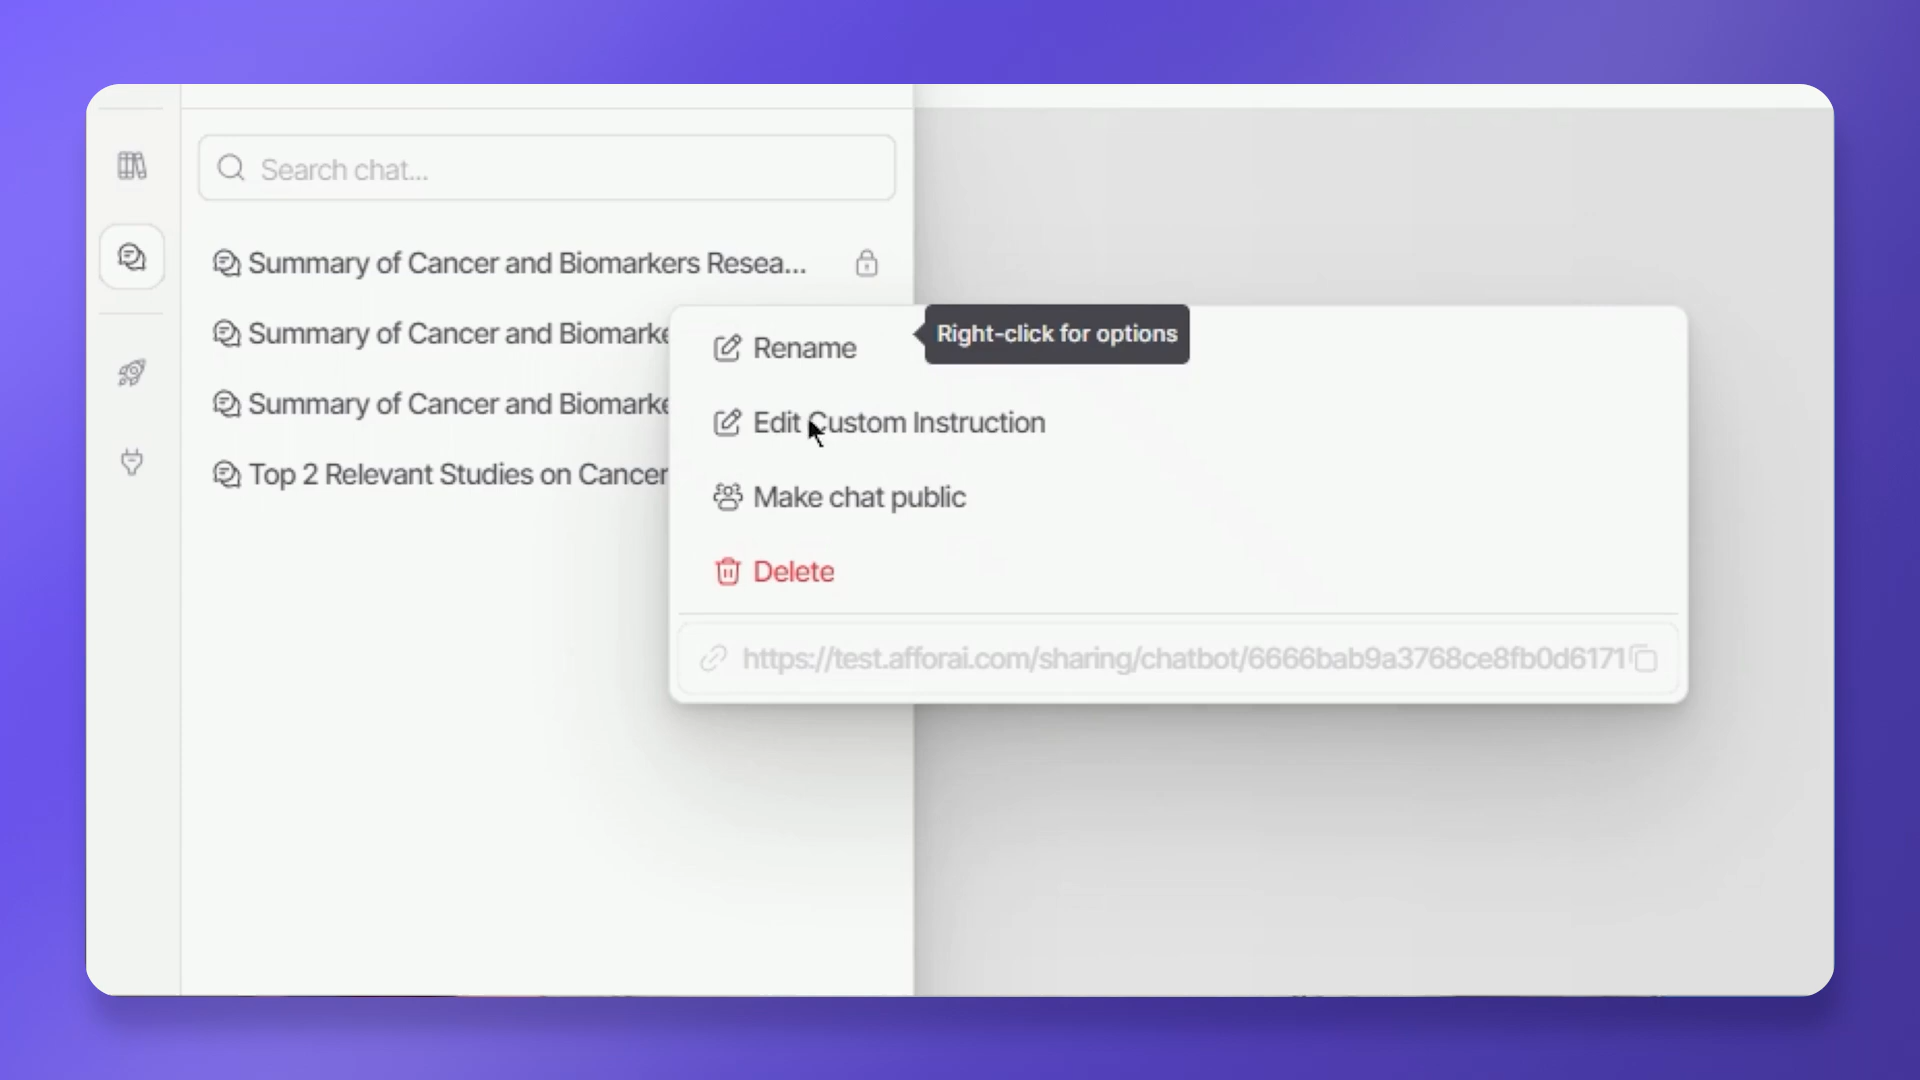 Search chat...
Summary of Cancer and Biomarkers Resea...
Summary of Cancer and Biomarke
Summary of Cancer and Biomarke
Top 2 Relevant Studies on Cancer
Rename
Right-click for options
Edit Custom Instruction
Make chat public
Delete
https://test.afforai.com/sharing/chatbot/6666bab9a3768ce8fb0d6171